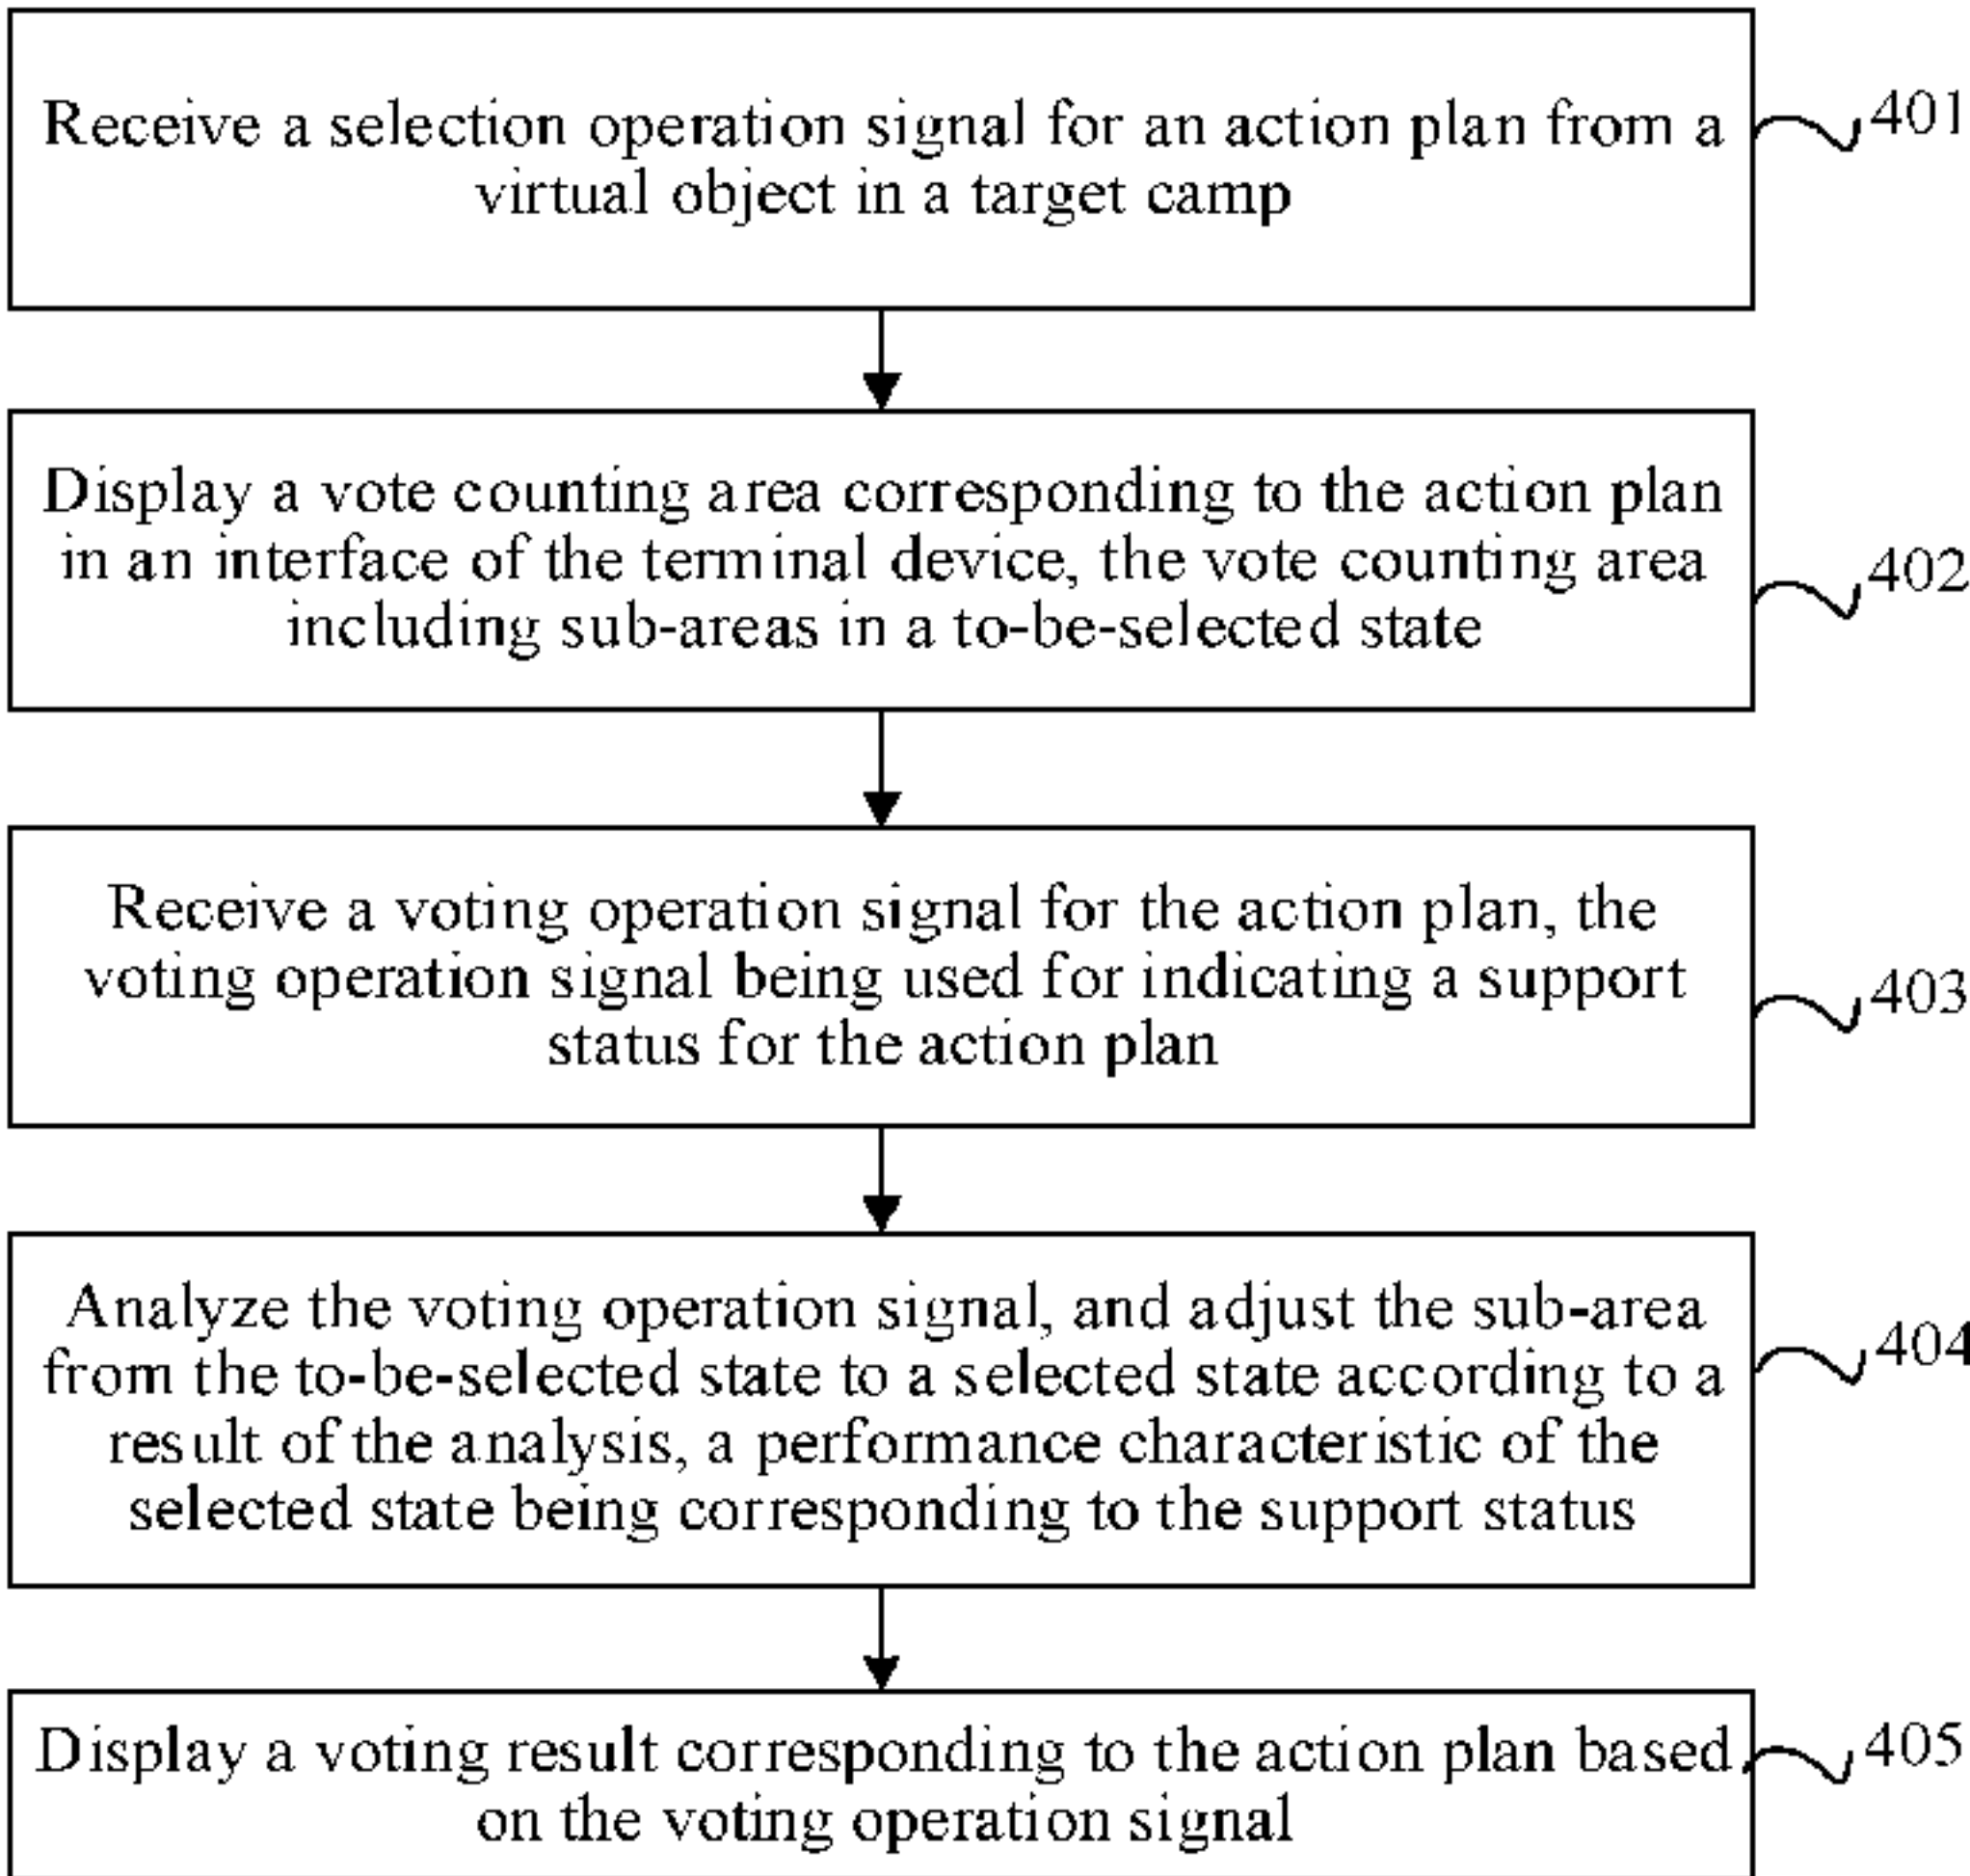 Receive a selection operation signal for an action plan from a
virtual object in a target camp
401
Display a vote counting area corresponding to the action plan
in an interface of the terminal device, the vote counting area
including sub-areas in a to-be-selected state
402
Receive a voting operation signal for the action plan, the
voting operation signal being used for indicating a support
status for the action plan
403
Analyze the voting operation signal, and adjust the sub-area
from the to-be-selected state to a selected state according to a
result of the analysis, a performance characteristic of the
selected state being corresponding to the support status
404
Display a voting result corresponding to the action plan based
on the voting operation signal
405